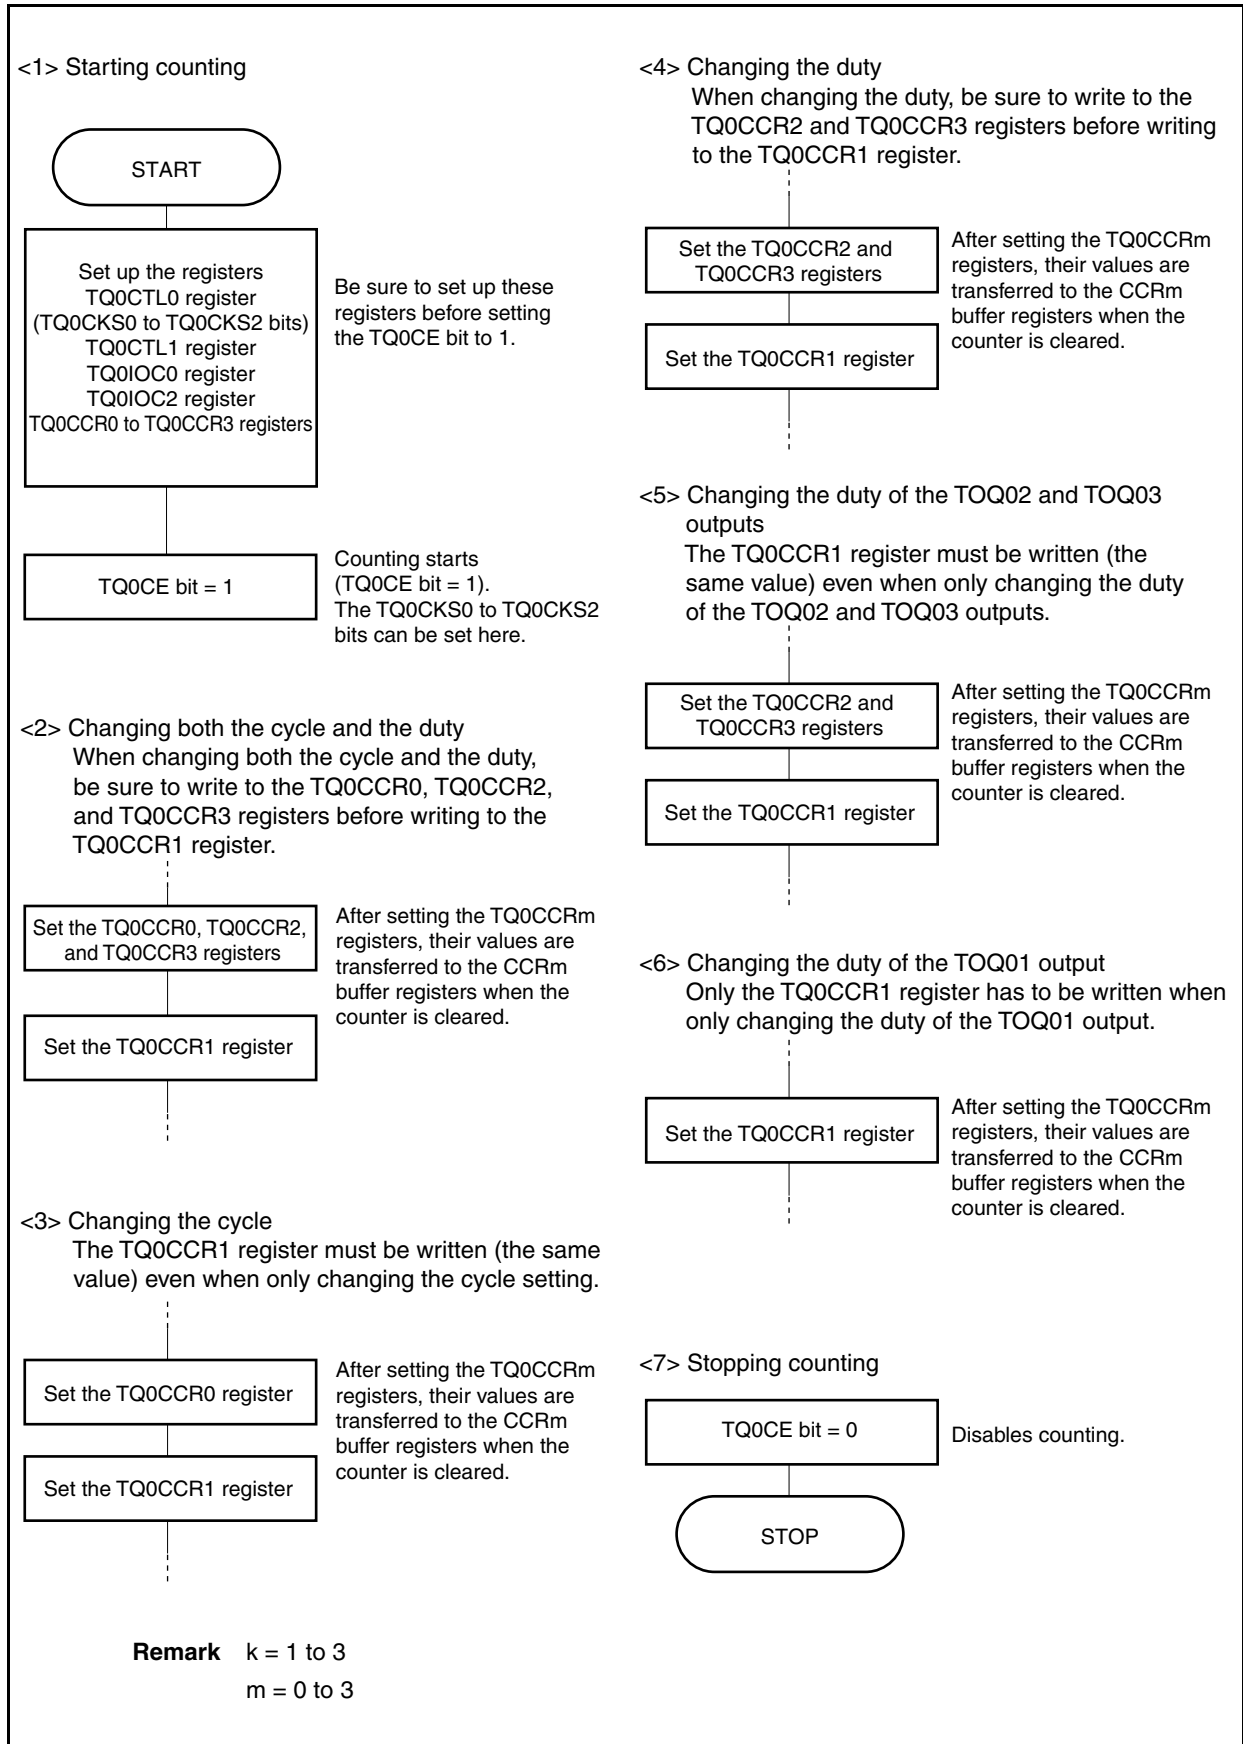 <1> Starting counting
START
Set up the registers
TQ0CTL0 register
(TQ0CKS0 to TQ0CKS2 bits)
TQ0CTL1 register
TQ0IOC0 register
TQ0IOC2 register
TQ0CCR0 to TQ0CCR3 registers
Be sure to set up these
registers before setting
the TQ0CE bit to 1.
TQ0CE bit = 1
Counting starts
(TQ0CE bit = 1).
The TQ0CKS0 to TQ0CKS2
bits can be set here.
<2> Changing both the cycle and the duty
When changing both the cycle and the duty,
be sure to write to the TQ0CCR0, TQ0CCR2,
and TQ0CCR3 registers before writing to the
TQ0CCR1 register.
Set the TQ0CCR0, TQ0CCR2,
and TQ0CCR3 registers
Set the TQ0CCR1 register
After setting the TQ0CCRm
registers, their values are
transferred to the CCRm
buffer registers when the
counter is cleared.
<3> Changing the cycle
The TQ0CCR1 register must be written (the same
value) even when only changing the cycle setting.
Set the TQ0CCR0 register
Set the TQ0CCR1 register
After setting the TQ0CCRm
registers, their values are
transferred to the CCRm
buffer registers when the
counter is cleared.
<4> Changing the duty
When changing the duty, be sure to write to the
TQ0CCR2 and TQ0CCR3 registers before writing
to the TQ0CCR1 register.
Set the TQ0CCR2 and
TQ0CCR3 registers
Set the TQ0CCR1 register
After setting the TQ0CCRm
registers, their values are
transferred to the CCRm
buffer registers when the
counter is cleared.
<5> Changing the duty of the TOQ02 and TOQ03
outputs
The TQ0CCR1 register must be written (the
same value) even when only changing the duty
of the TOQ02 and TOQ03 outputs.
Set the TQ0CCR2 and
TQ0CCR3 registers
Set the TQ0CCR1 register
After setting the TQ0CCRm
registers, their values are
transferred to the CCRm
buffer registers when the
counter is cleared.
<6> Changing the duty of the TOQ01 output
Only the TQ0CCR1 register has to be written when
only changing the duty of the TOQ01 output.
Set the TQ0CCR1 register
After setting the TQ0CCRm
registers, their values are
transferred to the CCRm
buffer registers when the
counter is cleared.
<7> Stopping counting
TQ0CE bit = 0
Disables counting.
STOP
Remark k = 1 to 3
m = 0 to 3